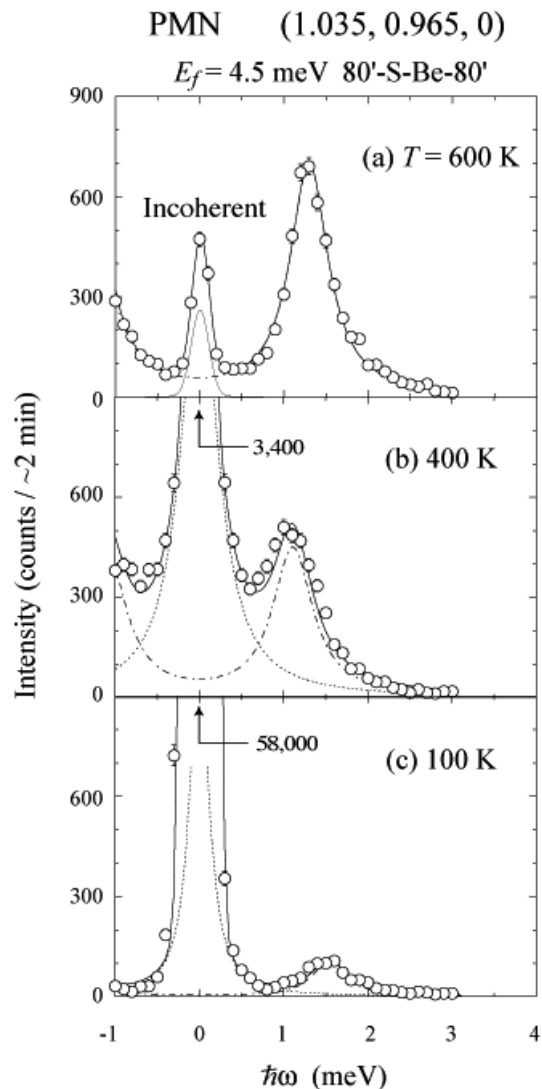 PMN (1.035, 0.965, 0)
E_f = 4.5 meV 80'-S-Be-80'
900
(a) T = 600 K
600
Incoherent
300
0
3,400
(b) 400 K
600
300
0
58,000
(c) 100 K
600
300
0
-1 0 1 2 3 4
ħω (meV)
Intensity (counts / ~2 min)